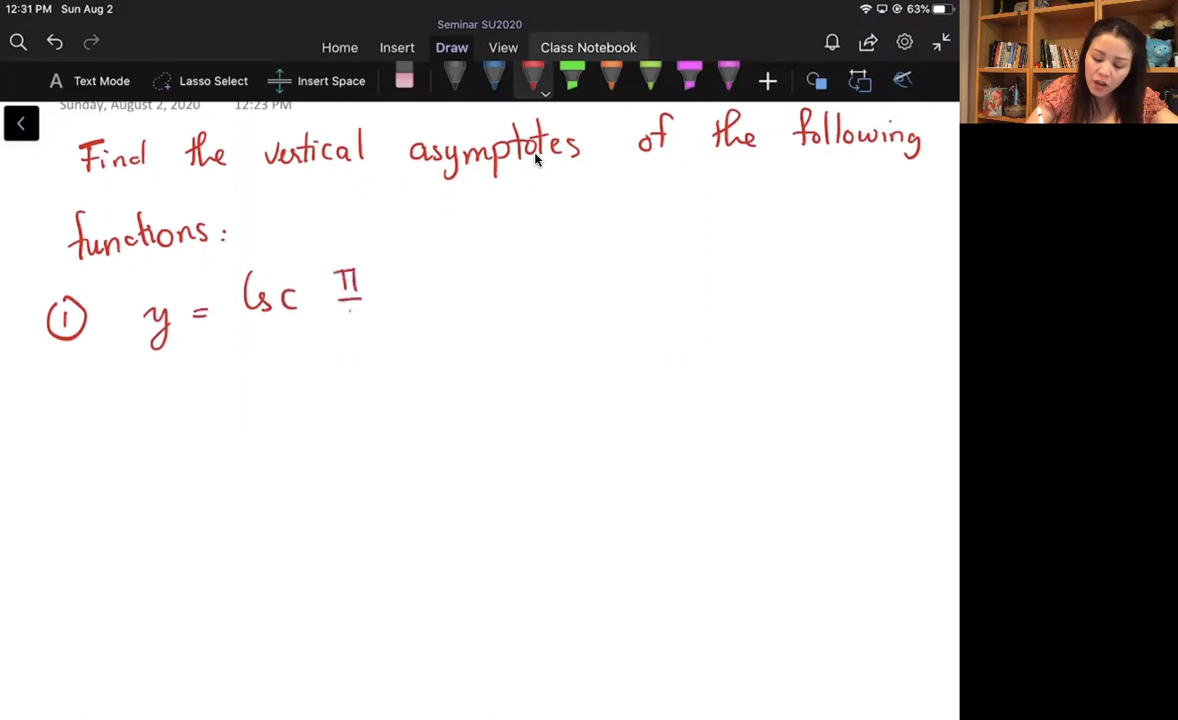 12:31 PM Sun Aug 2
63%
Seminar SU2020
Home Insert Draw View Class Notebook
Text Mode Lasso Select Insert Space
Sunday, August 2, 2020 12:23 PM
Find the vertical asymptotes of the following
functions:
① y = Csc π